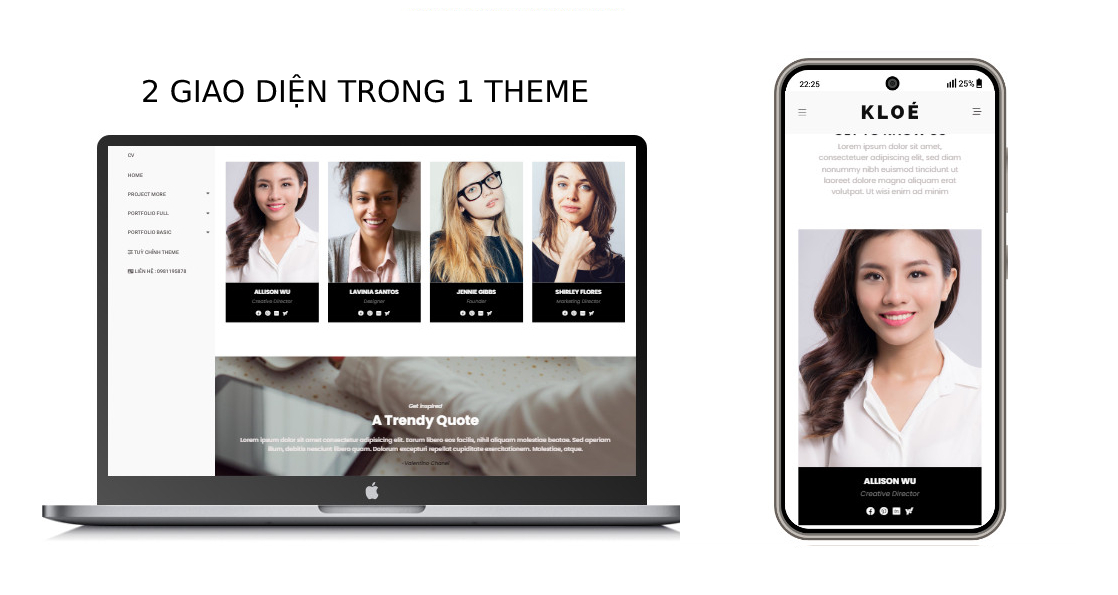 2 GIAO DIỆN TRONG 1 THEME
CV
HOME
PROJECT MORE
PORTFOLIO FULL
PORTFOLIO BASIC
TUỲ CHỈNH THEME
LIÊN HỆ : 0981195878
ALLISON WU
Creative Director
LAVINIA SANTOS
Designer
JENNIE GIBBS
Founder
SHIRLEY FLORES
Marketing Director
Get Inspired
A Trendy Quote
Lorem ipsum dolor sit amet consectetur adipisicing elit. Earum libero eos facilis, nihil aliquam molestiae beatae. Sed aperiam
illum, debitis nesciunt libero quam. Dolorum excepturi repellat cupiditate exercitationem. Molestias, atque.
- Valentino Chanel
22:25
25%
KLOÉ
Lorem ipsum dolor sit amet,
consectetuer adipiscing elit, sed diam
nonummy nibh euismod tincidunt ut
laoreet dolore magna aliquam erat
volutpat. Ut wisi enim ad minim
ALLISON WU
Creative Director